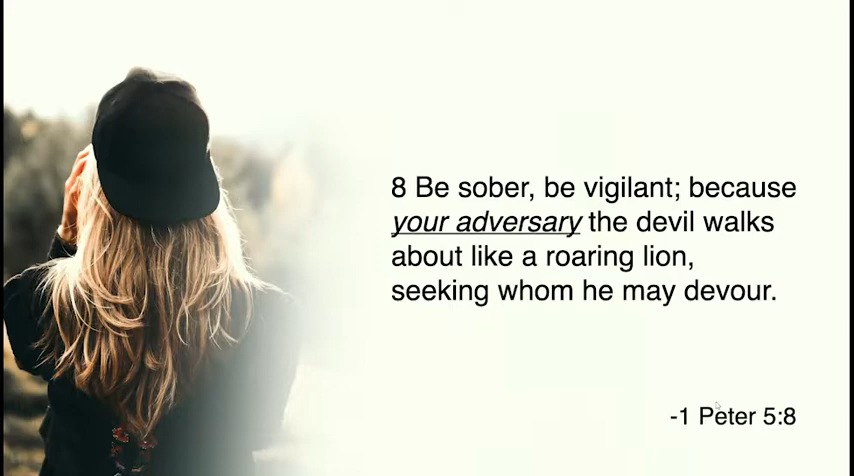 8 Be sober, be vigilant; because
your adversary the devil walks
about like a roaring lion,
seeking whom he may devour.
-1 Peter 5:8